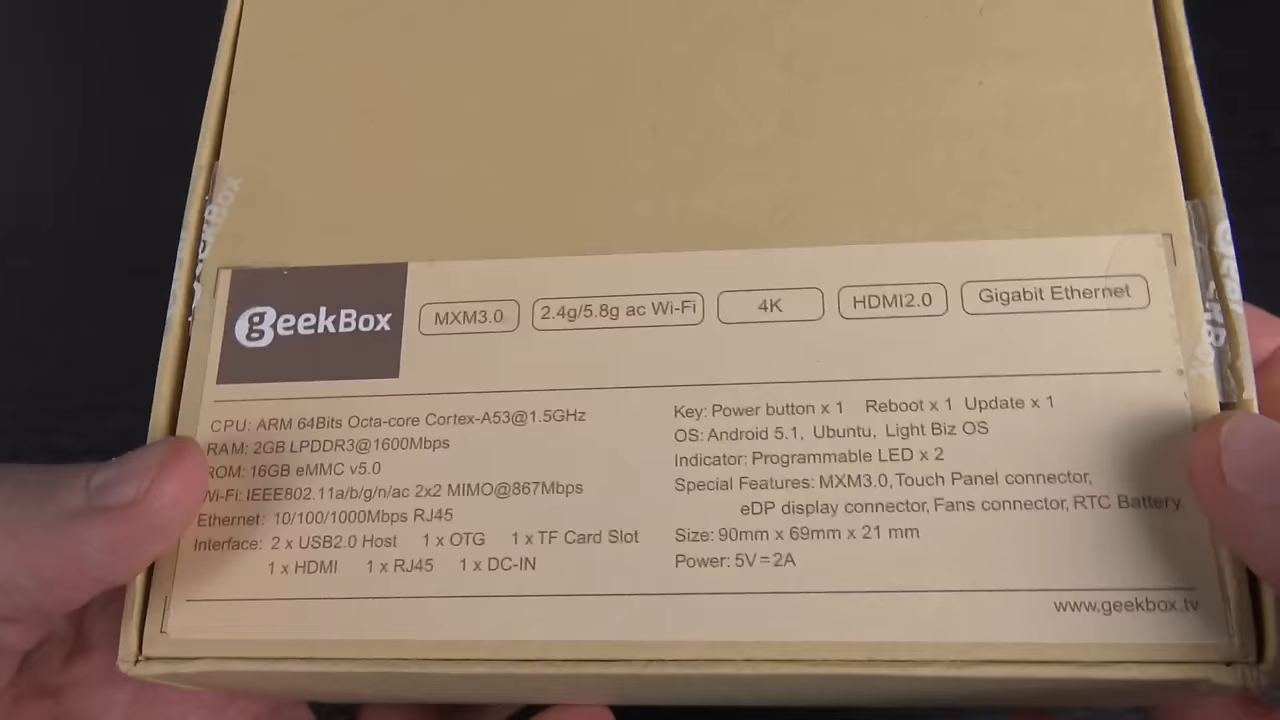 geekBox
MXM3.0
2.4g/5.8g ac Wi-Fi
4K
HDMI2.0
Gigabit Ethernet
CPU: ARM 64Bits Octa-core Cortex-A53@1.5GHz
RAM: 2GB LPDDR3@1600Mbps
ROM: 16GB eMMC v5.0
Wi-Fi: IEEE802.11a/b/g/n/ac 2x2 MIMO@867Mbps
Ethernet: 10/100/1000Mbps RJ45
Interface: 2 x USB2.0 Host 1 x OTG 1 x TF Card Slot
1 x HDMI 1 x RJ45 1 x DC-IN
Key: Power button x 1 Reboot x 1 Update x 1
OS: Android 5.1, Ubuntu, Light Biz OS
Indicator: Programmable LED x 2
Special Features: MXM3.0, Touch Panel connector,
eDP display connector, Fans connector, RTC Battery
Size: 90mm x 69mm x 21 mm
Power: 5V=2A
www.geekbox.tv